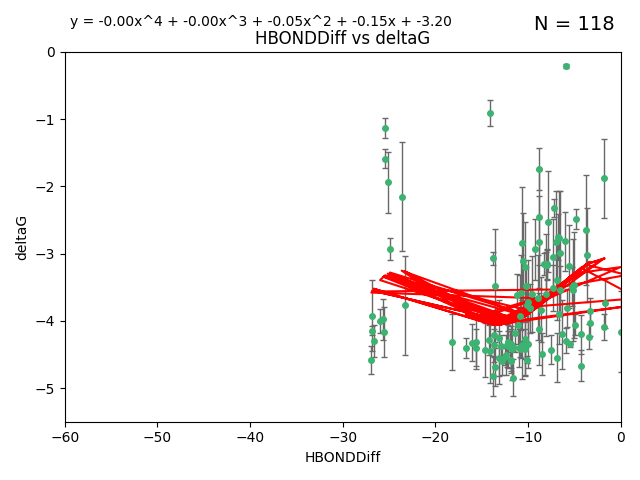 y = -0.00x^4 + -0.00x^3 + -0.05x^2 + -0.15x + -3.20
N = 118
HBONDDiff vs deltaG
0
−1
−2
−3
−4
−5
deltaG
−60 −50 −40 −30 −20 −10 0
HBONDDiff